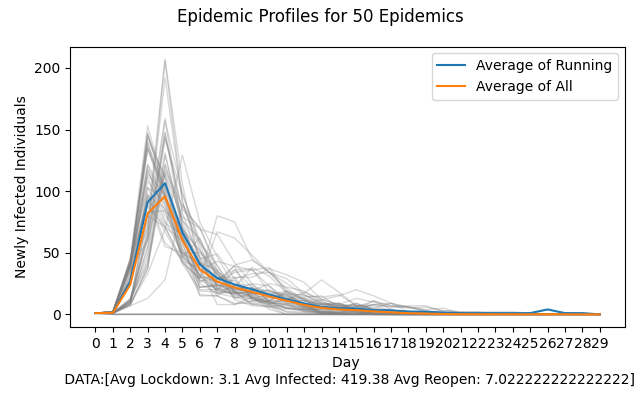 Epidemic Profiles for 50 Epidemics
Average of Running
Average of All
Newly Infected Individuals
200
150
100
50
0
0 1 2 3 4 5 6 7 8 9 10 11 12 13 14 15 16 17 18 19 20 21 22 23 24 25 26 27 28 29
Day
DATA:[Avg Lockdown: 3.1 Avg Infected: 419.38 Avg Reopen: 7.022222222222222]